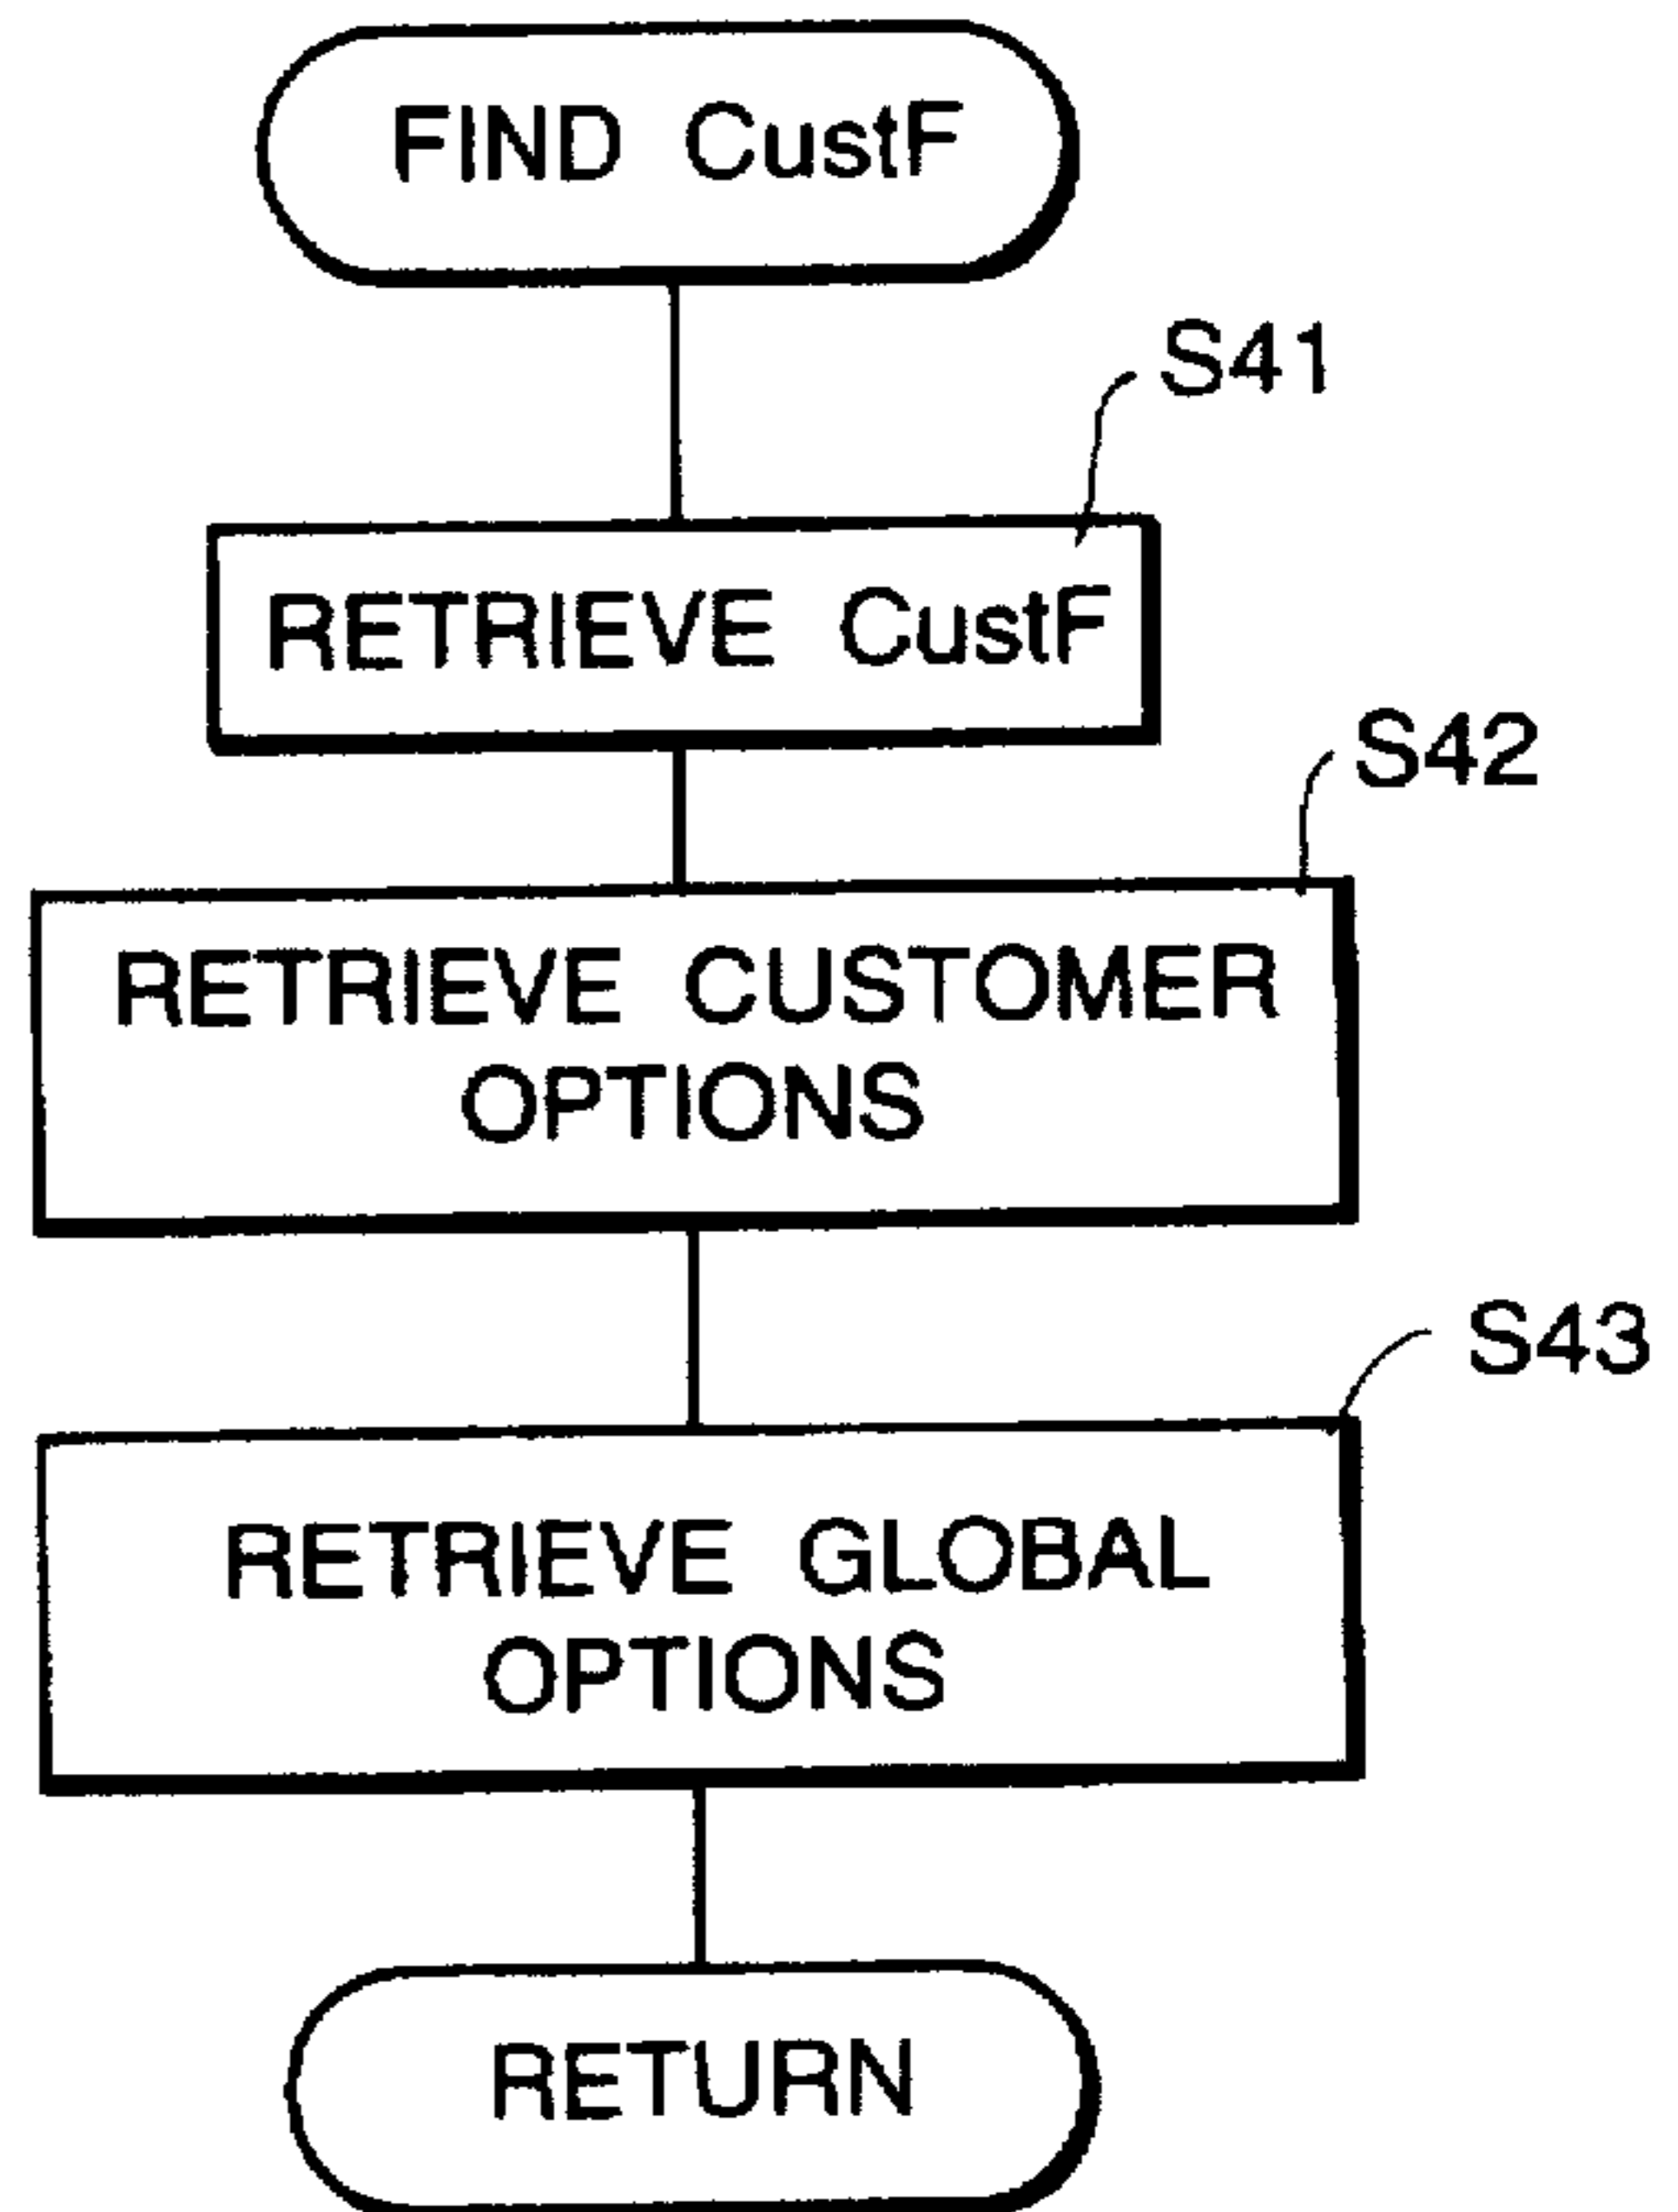 FIND CustF
S41
RETRIEVE CustF
S42
RETRIEVE CUSTOMER
OPTIONS
S43
RETRIEVE GLOBAL
OPTIONS
RETURN